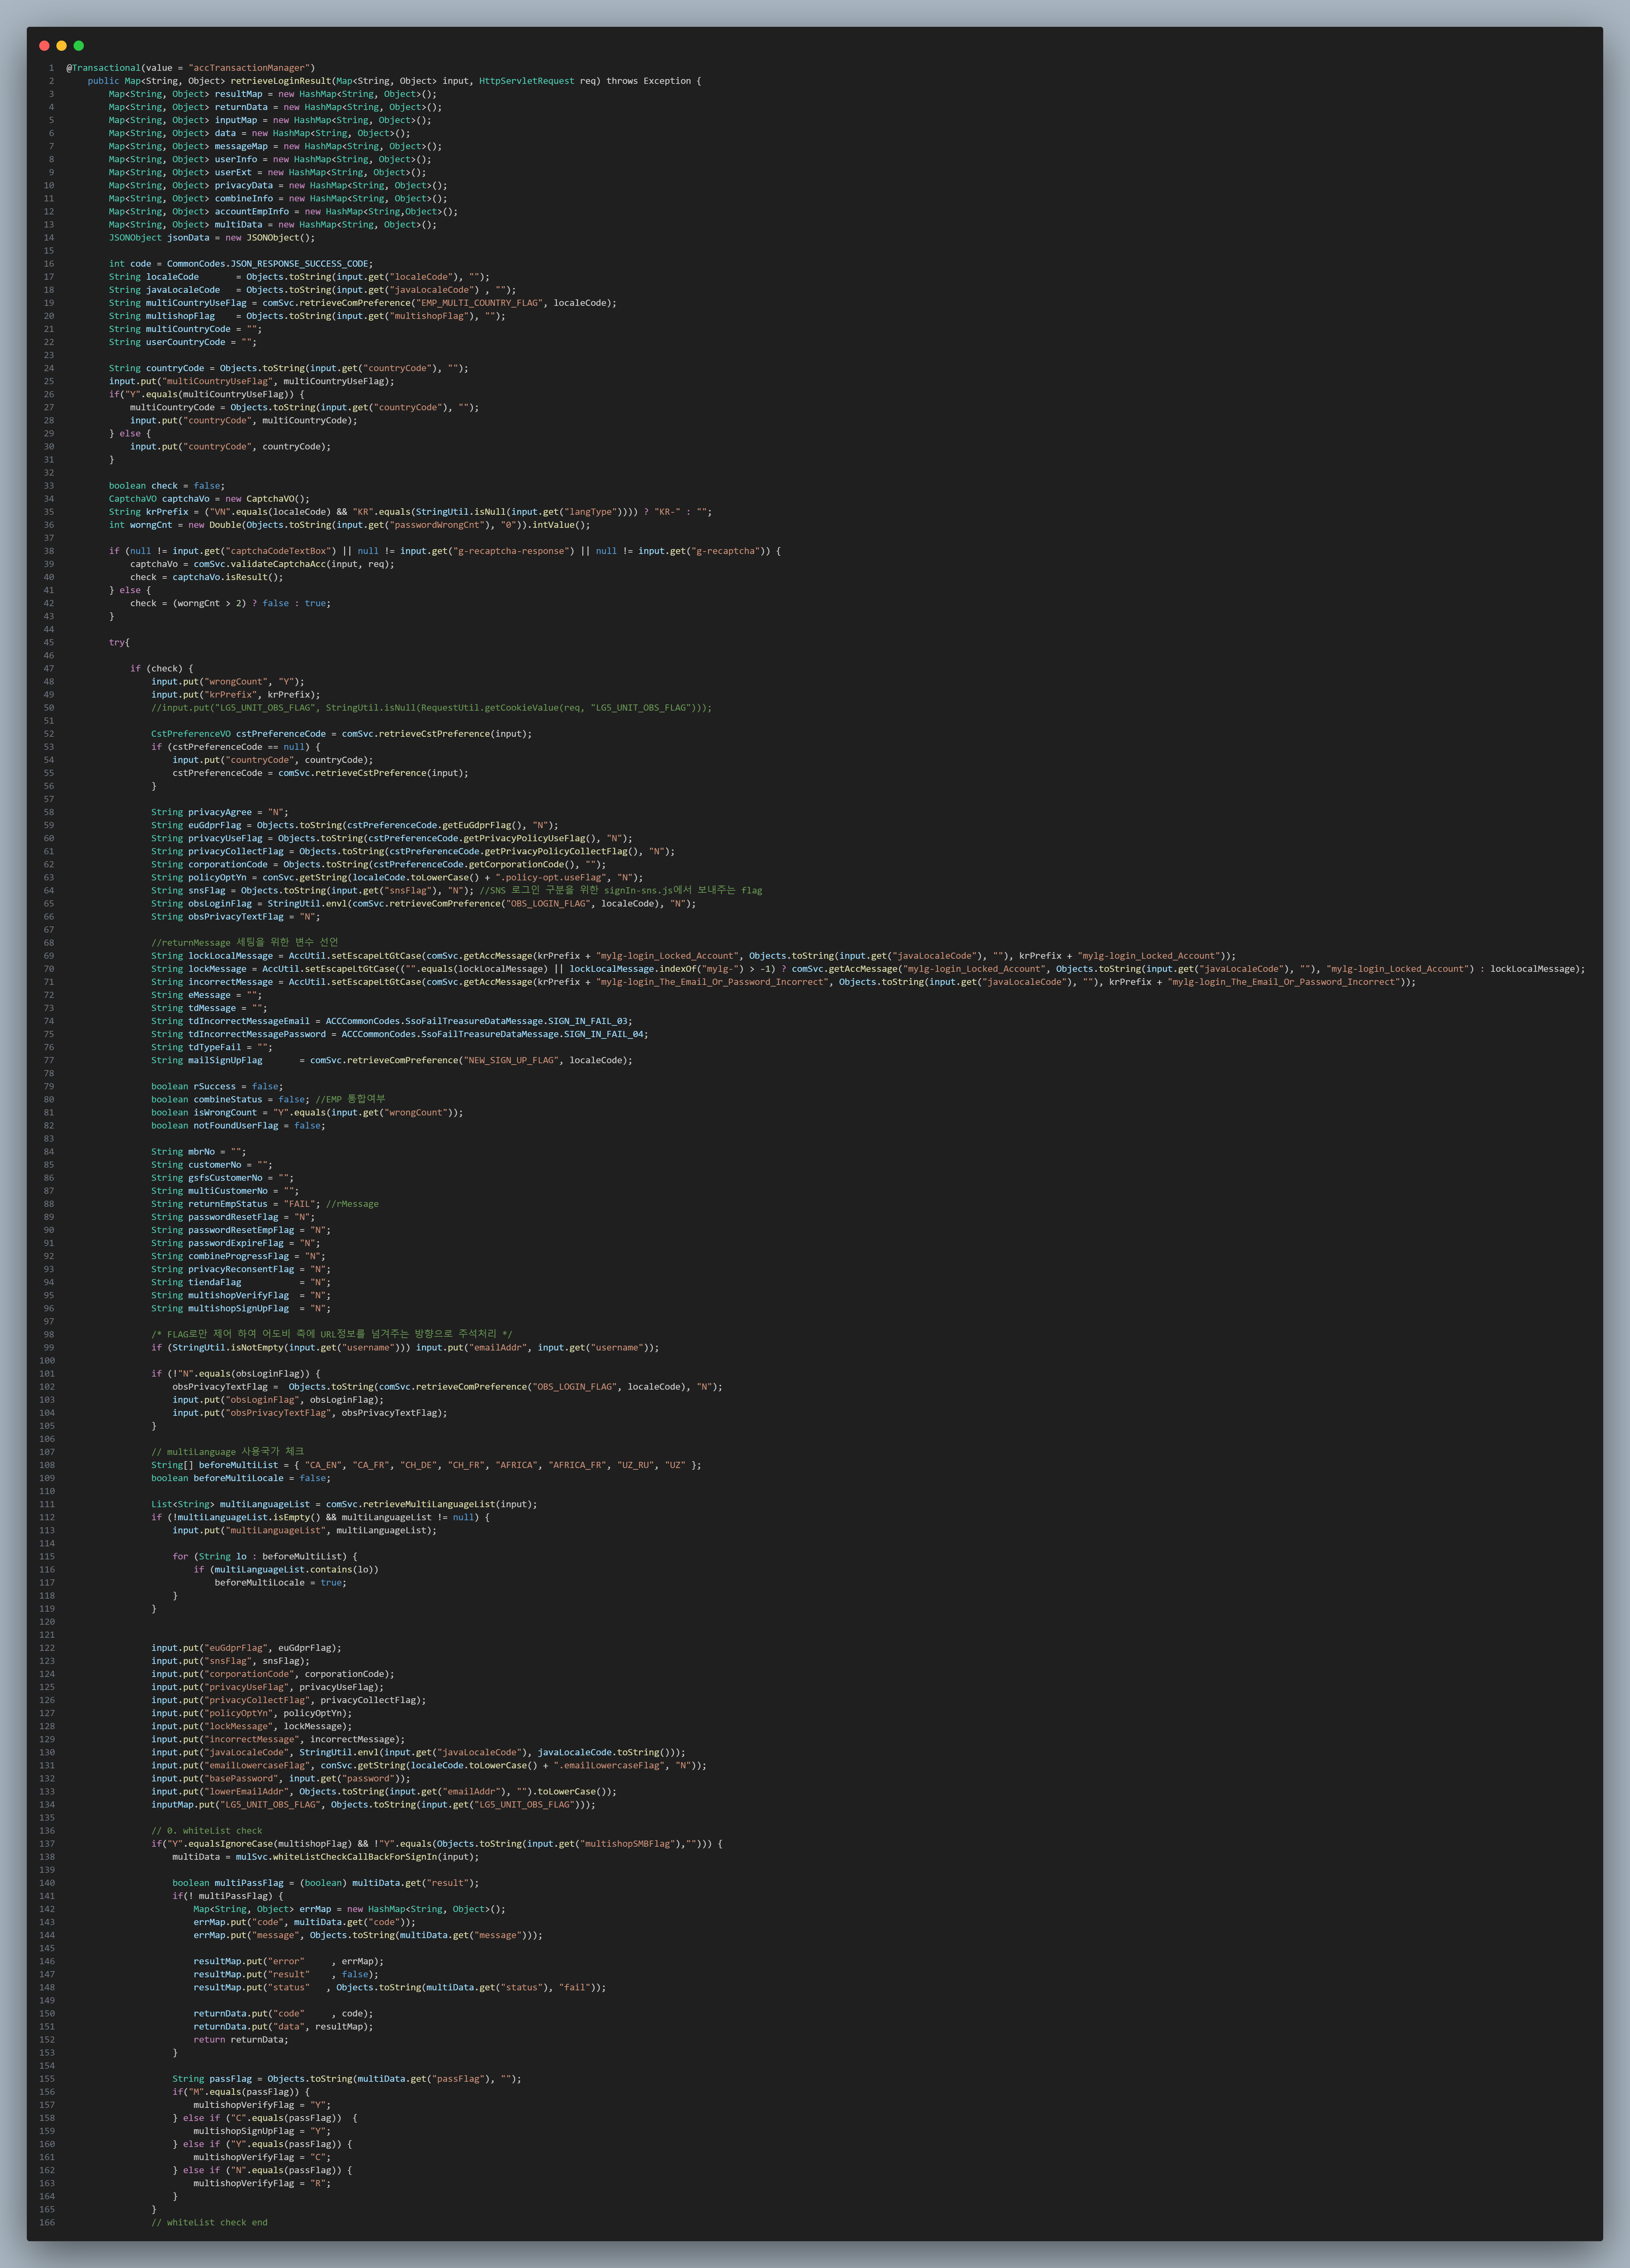 1 @Transactional(value = "accTransactionManager")
2 public Map<String, Object> retrieveLoginResult(Map<String, Object> input, HttpServletRequest req) throws Exception {
3 Map<String, Object> resultMap = new HashMap<String, Object>();
4 Map<String, Object> returnData = new HashMap<String, Object>();
5 Map<String, Object> inputMap = new HashMap<String, Object>();
6 Map<String, Object> data = new HashMap<String, Object>();
7 Map<String, Object> messageMap = new HashMap<String, Object>();
8 Map<String, Object> userInfo = new HashMap<String, Object>();
9 Map<String, Object> userExt = new HashMap<String, Object>();
10 Map<String, Object> privacyData = new HashMap<String, Object>();
11 Map<String, Object> combineInfo = new HashMap<String, Object>();
12 Map<String, Object> accountEmpInfo = new HashMap<String,Object>();
13 Map<String, Object> multiData = new HashMap<String, Object>();
14 JSONObject jsonData = new JSONObject();
15
16 int code = CommonCodes.JSON_RESPONSE_SUCCESS_CODE;
17 String localeCode = Objects.toString(input.get("localeCode"), "");
18 String javaLocaleCode = Objects.toString(input.get("javaLocaleCode") , "");
19 String multiCountryUseFlag = comSvc.retrieveComPreference("EMP_MULTI_COUNTRY_FLAG", localeCode);
20 String multishopFlag = Objects.toString(input.get("multishopFlag"), "");
21 String multiCountryCode = "";
22 String userCountryCode = "";
23
24 String countryCode = Objects.toString(input.get("countryCode"), "");
25 input.put("multiCountryUseFlag", multiCountryUseFlag);
26 if("Y".equals(multiCountryUseFlag)) {
27 multiCountryCode = Objects.toString(input.get("countryCode"), "");
28 input.put("countryCode", multiCountryCode);
29 } else {
30 input.put("countryCode", countryCode);
31 }
32
33 boolean check = false;
34 CaptchaVO captchaVo = new CaptchaVO();
35 String krPrefix = ("VN".equals(localeCode) && "KR".equals(StringUtil.isNull(input.get("langType")))) ? "KR-" : "";
36 int worngCnt = new Double(Objects.toString(input.get("passwordWrongCnt"), "0")).intValue();
37
38 if (null != input.get("captchaCodeTextBox") || null != input.get("g-recaptcha-response") || null != input.get("g-recaptcha")) {
39 captchaVo = comSvc.validateCaptchaAcc(input, req);
40 check = captchaVo.isResult();
41 } else {
42 check = (worngCnt > 2) ? false : true;
43 }
44
45 try{
46
47 if (check) {
48 input.put("wrongCount", "Y");
49 input.put("krPrefix", krPrefix);
50 //input.put("LG5_UNIT_OBS_FLAG", StringUtil.isNull(RequestUtil.getCookieValue(req, "LG5_UNIT_OBS_FLAG")));
51
52 CstPreferenceVO cstPreferenceCode = comSvc.retrieveCstPreference(input);
53 if (cstPreferenceCode == null) {
54 input.put("countryCode", countryCode);
55 cstPreferenceCode = comSvc.retrieveCstPreference(input);
56 }
57
58 String privacyAgree = "N";
59 String euGdprFlag = Objects.toString(cstPreferenceCode.getEuGdprFlag(), "N");
60 String privacyUseFlag = Objects.toString(cstPreferenceCode.getPrivacyPolicyUseFlag(), "N");
61 String privacyCollectFlag = Objects.toString(cstPreferenceCode.getPrivacyPolicyCollectFlag(), "N");
62 String corporationCode = Objects.toString(cstPreferenceCode.getCorporationCode(), "");
63 String policyOptYn = conSvc.getString(localeCode.toLowerCase() + ".policy-opt.useFlag", "N");
64 String snsFlag = Objects.toString(input.get("snsFlag"), "N"); //SNS 로그인 구분을 위한 signIn-sns.js에서 보내주는 flag
65 String obsLoginFlag = StringUtil.envl(comSvc.retrieveComPreference("OBS_LOGIN_FLAG", localeCode), "N");
66 String obsPrivacyTextFlag = "N";
67
68 //returnMessage 세팅을 위한 변수 선언
69 String lockLocalMessage = AccUtil.setEscapeLtGtCase(comSvc.getAccMessage(krPrefix + "mylg-login_Locked_Account", Objects.toString(input.get("javaLocaleCode"), ""), krPrefix + "mylg-login_Locked_Account"));
70 String lockMessage = AccUtil.setEscapeLtGtCase(("".equals(lockLocalMessage) || lockLocalMessage.indexOf("mylg-") > -1) ? comSvc.getAccMessage("mylg-login_Locked_Account", Objects.toString(input.get("javaLocaleCode"), ""), "mylg-login_Locked_Account") : lockLocalMessage);
71 String incorrectMessage = AccUtil.setEscapeLtGtCase(comSvc.getAccMessage(krPrefix + "mylg-login_The_Email_Or_Password_Incorrect", Objects.toString(input.get("javaLocaleCode"), ""), krPrefix + "mylg-login_The_Email_Or_Password_Incorrect"));
72 String eMessage = "";
73 String tdMessage = "";
74 String tdIncorrectMessageEmail = ACCCommonCodes.SsoFailTreasureDataMessage.SIGN_IN_FAIL_03;
75 String tdIncorrectMessagePassword = ACCCommonCodes.SsoFailTreasureDataMessage.SIGN_IN_FAIL_04;
76 String tdTypeFail = "";
77 String mailSignUpFlag = comSvc.retrieveComPreference("NEW_SIGN_UP_FLAG", localeCode);
78
79 boolean rSuccess = false;
80 boolean combineStatus = false; //EMP 통합여부
81 boolean isWrongCount = "Y".equals(input.get("wrongCount"));
82 boolean notFoundUserFlag = false;
83
84 String mbrNo = "";
85 String customerNo = "";
86 String gsfsCustomerNo = "";
87 String multiCustomerNo = "";
88 String returnEmpStatus = "FAIL"; //rMessage
89 String passwordResetFlag = "N";
90 String passwordResetEmpFlag = "N";
91 String passwordExpireFlag = "N";
92 String combineProgressFlag = "N";
93 String privacyReconsentFlag = "N";
94 String tiendaFlag = "N";
95 String multishopVerifyFlag = "N";
96 String multishopSignUpFlag = "N";
97
98 /* FLAG로만 제어 하여 어도비 측에 URL정보를 넘겨주는 방향으로 주석처리 */
99 if (StringUtil.isNotEmpty(input.get("username"))) input.put("emailAddr", input.get("username"));
100
101 if (!"N".equals(obsLoginFlag)) {
102 obsPrivacyTextFlag = Objects.toString(comSvc.retrieveComPreference("OBS_LOGIN_FLAG", localeCode), "N");
103 input.put("obsLoginFlag", obsLoginFlag);
104 input.put("obsPrivacyTextFlag", obsPrivacyTextFlag);
105 }
106
107 // multiLanguage 사용국가 체크
108 String[] beforeMultiList = { "CA_EN", "CA_FR", "CH_DE", "CH_FR", "AFRICA", "AFRICA_FR", "UZ_RU", "UZ" };
109 boolean beforeMultiLocale = false;
110
111 List<String> multiLanguageList = comSvc.retrieveMultiLanguageList(input);
112 if (!multiLanguageList.isEmpty() && multiLanguageList != null) {
113 input.put("multiLanguageList", multiLanguageList);
114
115 for (String lo : beforeMultiList) {
116 if (multiLanguageList.contains(lo))
117 beforeMultiLocale = true;
118 }
119 }
120
121
122 input.put("euGdprFlag", euGdprFlag);
123 input.put("snsFlag", snsFlag);
124 input.put("corporationCode", corporationCode);
125 input.put("privacyUseFlag", privacyUseFlag);
126 input.put("privacyCollectFlag", privacyCollectFlag);
127 input.put("policyOptYn", policyOptYn);
128 input.put("lockMessage", lockMessage);
129 input.put("incorrectMessage", incorrectMessage);
130 input.put("javaLocaleCode", StringUtil.envl(input.get("javaLocaleCode"), javaLocaleCode.toString()));
131 input.put("emailLowercaseFlag", conSvc.getString(localeCode.toLowerCase() + ".emailLowercaseFlag", "N"));
132 input.put("basePassword", input.get("password"));
133 input.put("lowerEmailAddr", Objects.toString(input.get("emailAddr"), "").toLowerCase());
134 inputMap.put("LG5_UNIT_OBS_FLAG", Objects.toString(input.get("LG5_UNIT_OBS_FLAG")));
135
136 // 0. whiteList check
137 if("Y".equalsIgnoreCase(multishopFlag) && !"Y".equals(Objects.toString(input.get("multishopSMBFlag"),""))) {
138 multiData = mulSvc.whiteListCheckCallBackForSignIn(input);
139
140 boolean multiPassFlag = (boolean) multiData.get("result");
141 if(! multiPassFlag) {
142 Map<String, Object> errMap = new HashMap<String, Object>();
143 errMap.put("code", multiData.get("code"));
144 errMap.put("message", Objects.toString(multiData.get("message")));
145
146 resultMap.put("error" , errMap);
147 resultMap.put("result" , false);
148 resultMap.put("status" , Objects.toString(multiData.get("status"), "fail"));
149
150 returnData.put("code" , code);
151 returnData.put("data", resultMap);
152 return returnData;
153 }
154
155 String passFlag = Objects.toString(multiData.get("passFlag"), "");
156 if("M".equals(passFlag)) {
157 multishopVerifyFlag = "Y";
158 } else if ("C".equals(passFlag)) {
159 multishopSignUpFlag = "Y";
160 } else if ("Y".equals(passFlag)) {
161 multishopVerifyFlag = "C";
162 } else if ("N".equals(passFlag)) {
163 multishopVerifyFlag = "R";
164 }
165 }
166 // whiteList check end